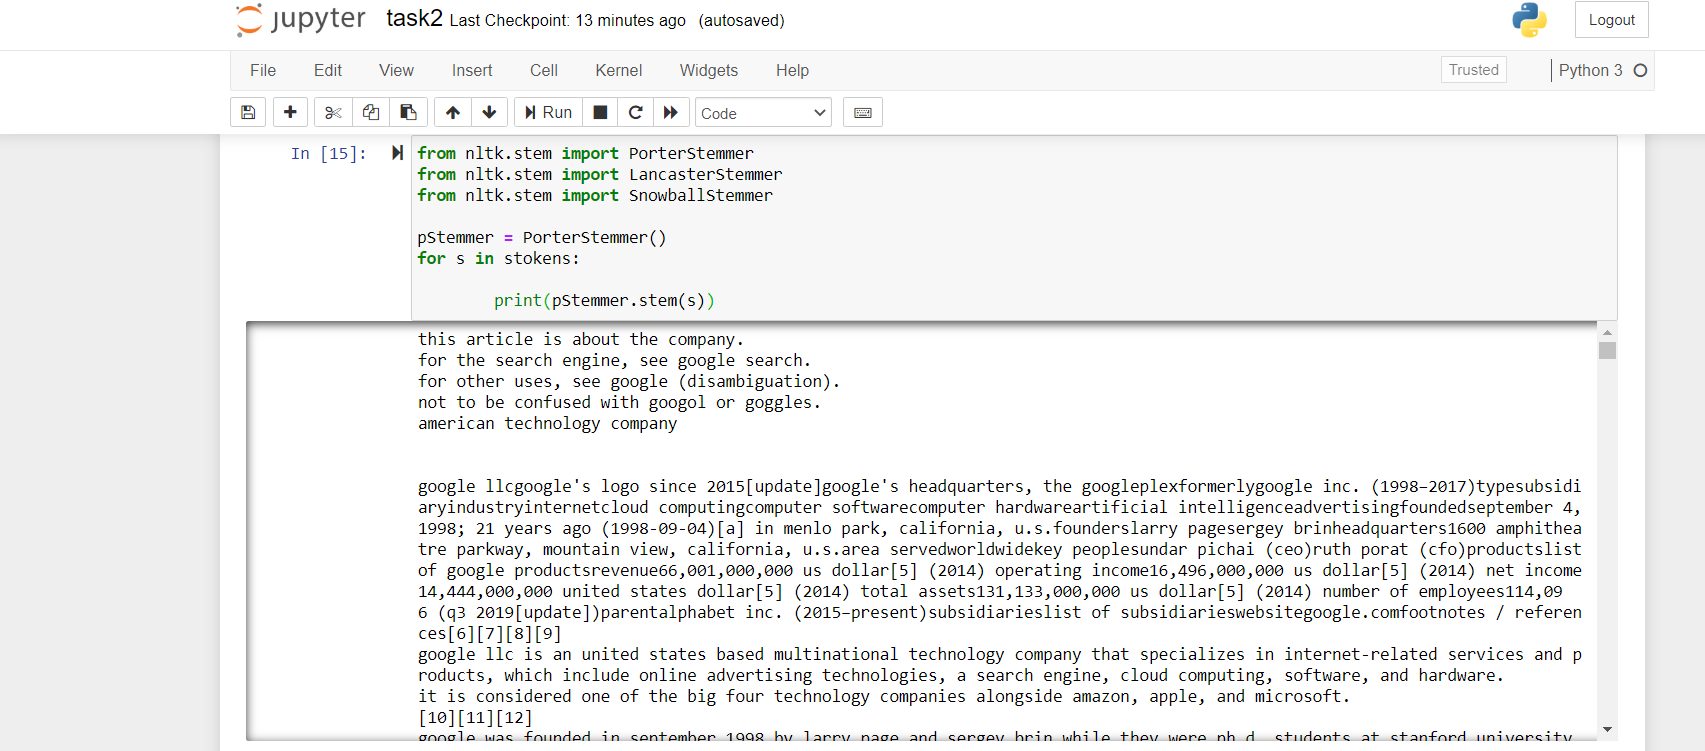 jupyter task2 Last Checkpoint: 13 minutes ago (autosaved) Logout
File Edit View Insert Cell Kernel Widgets Help Trusted Python 3
Run Code
In [15]: from nltk.stem import PorterStemmer
from nltk.stem import LancasterStemmer
from nltk.stem import SnowballStemmer
pStemmer = PorterStemmer()
for s in stokens:
print(pStemmer.stem(s))
this article is about the company.
for the search engine, see google search.
for other uses, see google (disambiguation).
not to be confused with googol or goggles.
american technology company
google llcgoogle's logo since 2015[update]google's headquarters, the googleplexformerlygoogle inc. (1998–2017)typesubsidi
aryindustryinternetcloud computingcomputer softwarecomputer hardwareartificial intelligenceadvertisingfoundedseptember 4,
1998; 21 years ago (1998-09-04)[a] in menlo park, california, u.s.founderslarry pagesergey brinheadquarters1600 amphithea
tre parkway, mountain view, california, u.s.area servedworldwidekey peoplesundar pichai (ceo)ruth porat (cfo)productslist
of google productsrevenue66,001,000,000 us dollar[5] (2014) operating income16,496,000,000 us dollar[5] (2014) net income
14,444,000,000 united states dollar[5] (2014) total assets131,133,000,000 us dollar[5] (2014) number of employees114,09
6 (q3 2019[update])parentalphabet inc. (2015–present)subsidiarieslist of subsidiarieswebsitegoogle.comfootnotes / referen
ces[6][7][8][9]
google llc is an united states based multinational technology company that specializes in internet-related services and p
roducts, which include online advertising technologies, a search engine, cloud computing, software, and hardware.
it is considered one of the big four technology companies alongside amazon, apple, and microsoft.
[10][11][12]
google was founded in september 1998 by larry page and sergey brin while they were ph.d. students at stanford university